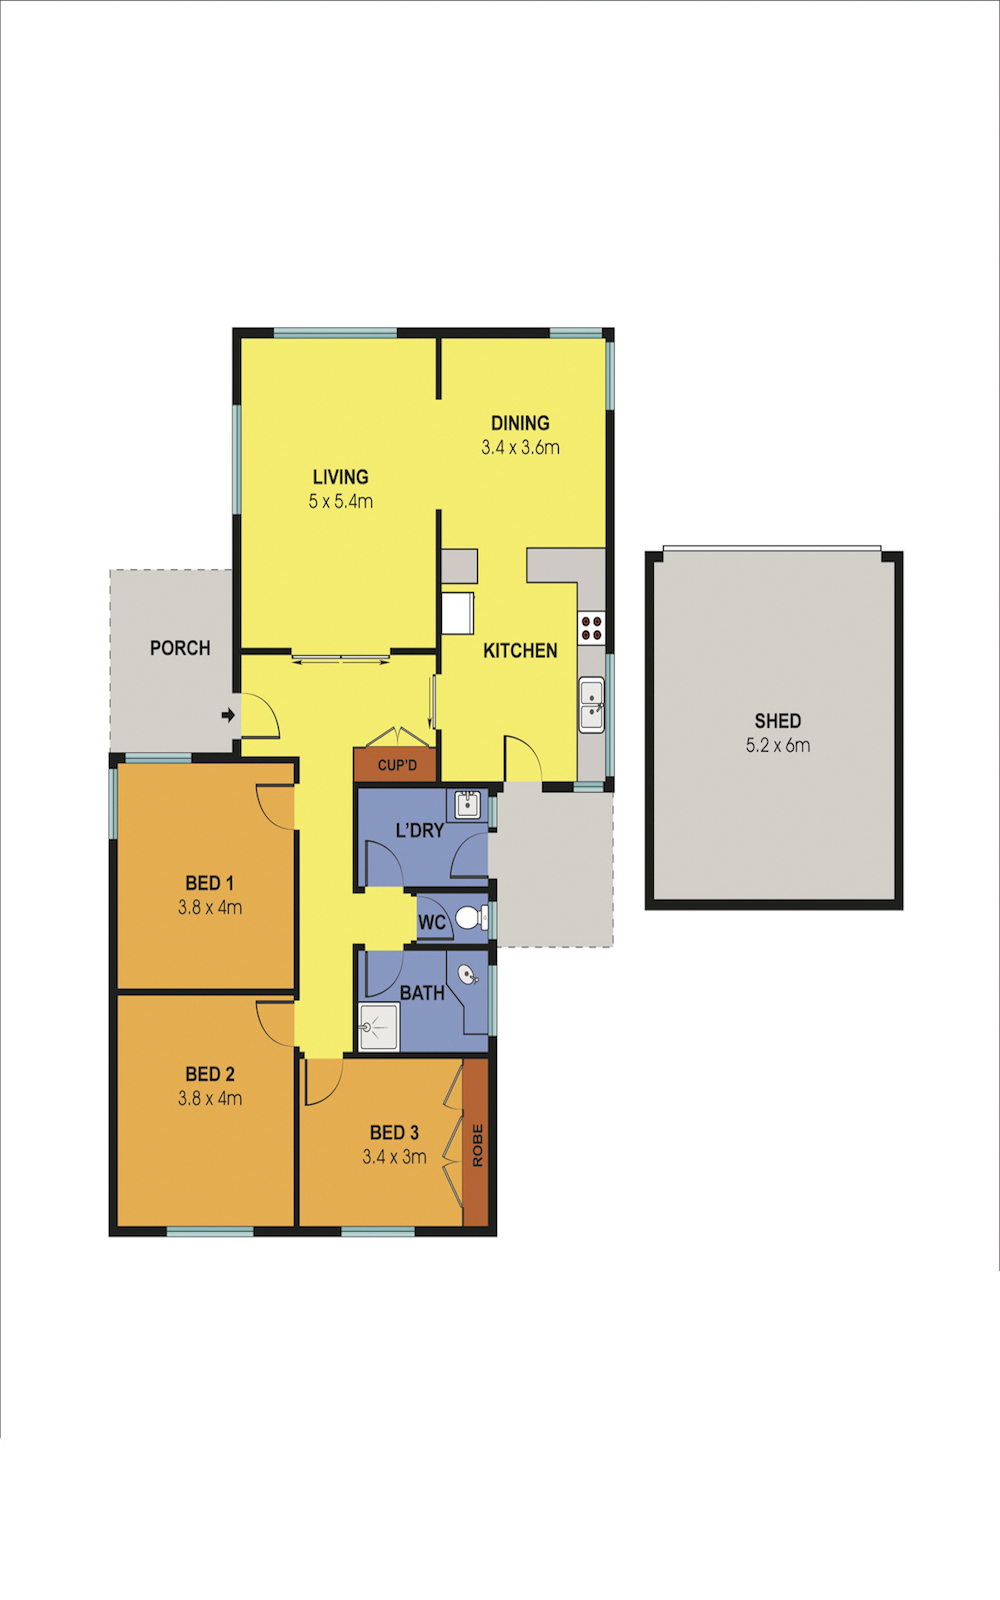 DINING
3.4 x 3.6m
LIVING
5 x 5.4m
PORCH
KITCHEN
SHED
5.2 x 6m
CUP'D
L'DRY
BED 1
3.8 x 4m
WC
BATH
BED 2
3.8 x 4m
BED 3
3.4 x 3m
ROBE